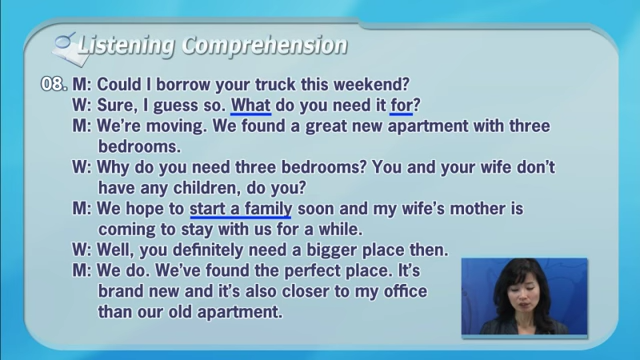 Listening Comprehension
08. M: Could I borrow your truck this weekend?
W: Sure, I guess so. What do you need it for?
M: We're moving. We found a great new apartment with three
bedrooms.
W: Why do you need three bedrooms? You and your wife don't
have any children, do you?
M: We hope to start a family soon and my wife's mother is
coming to stay with us for a while.
W: Well, you definitely need a bigger place then.
M: We do. We've found the perfect place. It's
brand new and it's also closer to my office
than our old apartment.